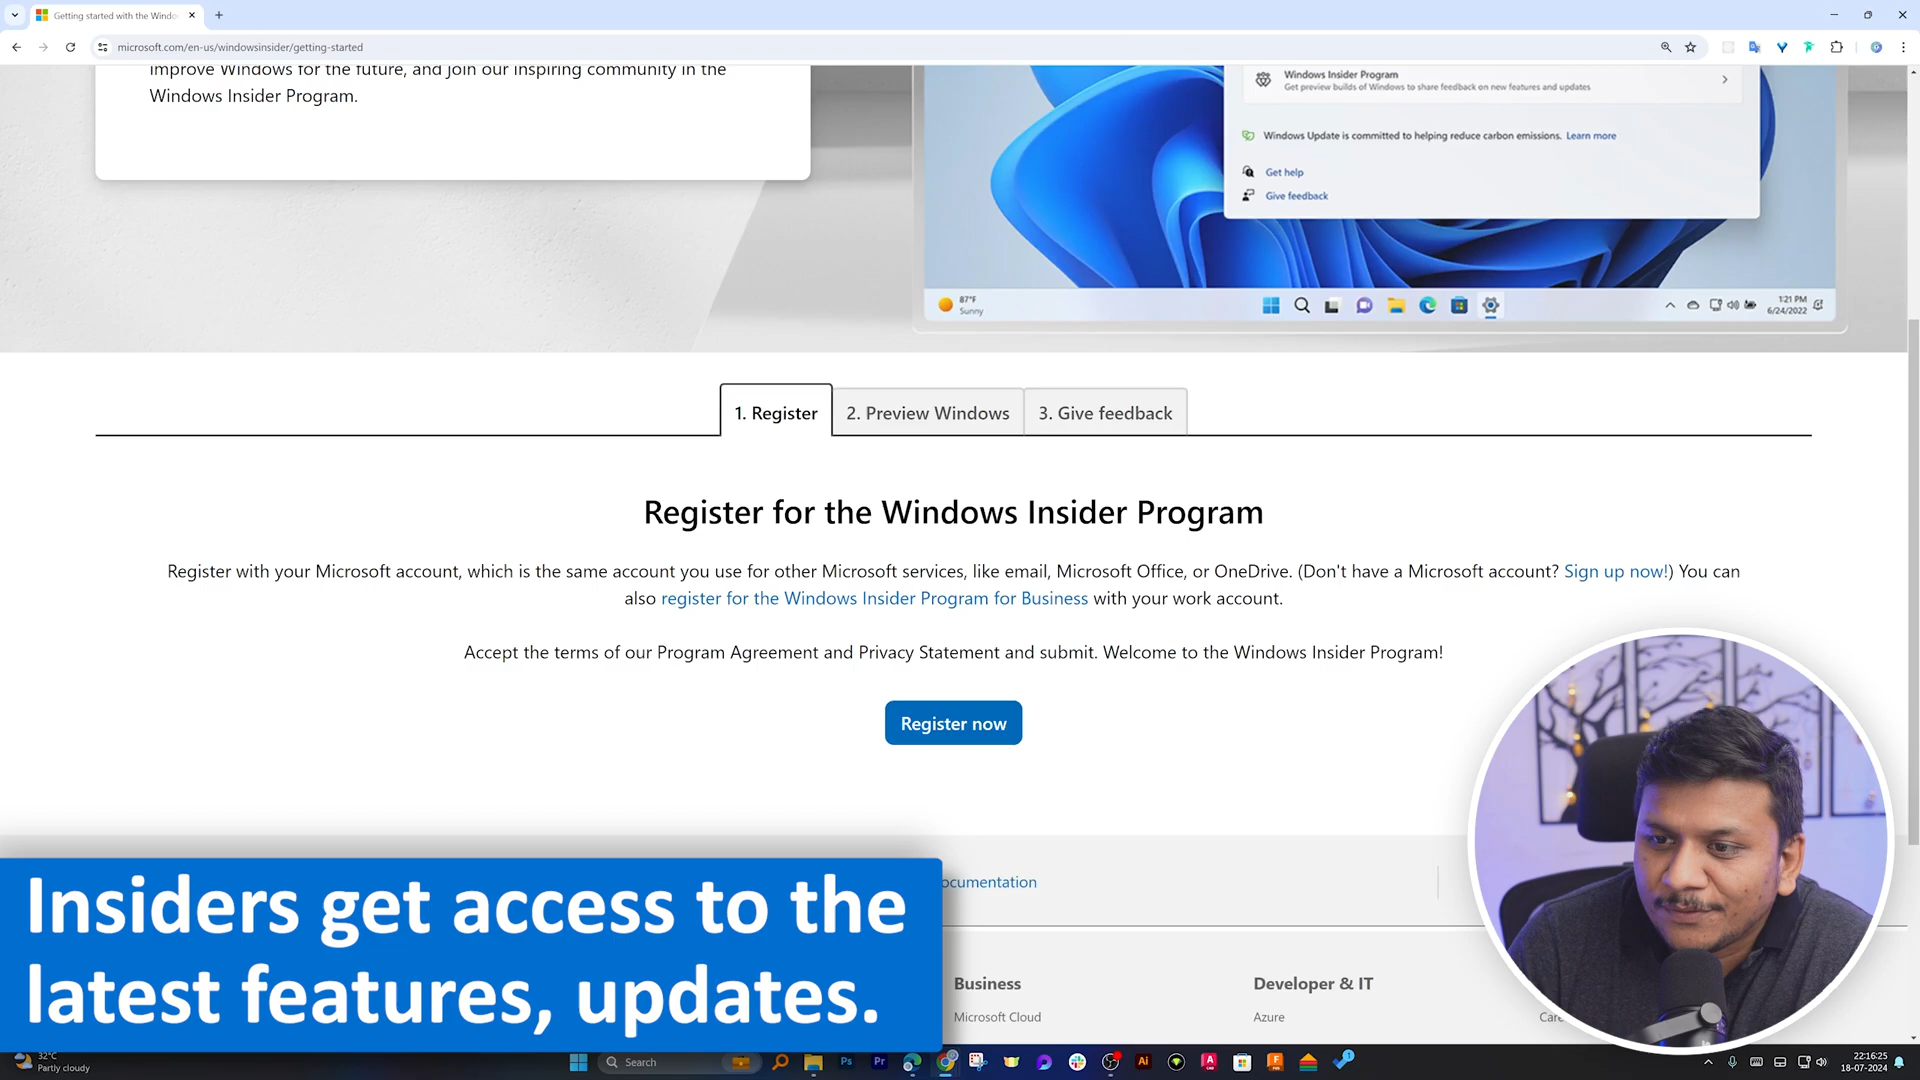 Getting started with the Windo
microsoft.com/en-us/windowsinsider/getting-started
improve Windows for the future, and join our inspiring community in the
Windows Insider Program.
Windows Insider Program
Get preview builds of Windows to share feedback on new features and updates
Windows Update is committed to helping reduce carbon emissions. Learn more
Get help
Give feedback
87°F
Sunny
1:21 PM
6/24/2022
1. Register
2. Preview Windows
3. Give feedback
Register for the Windows Insider Program
Register with your Microsoft account, which is the same account you use for other Microsoft services, like email, Microsoft Office, or OneDrive. (Don't have a Microsoft account? Sign up now!) You can
also register for the Windows Insider Program for Business with your work account.
Accept the terms of our Program Agreement and Privacy Statement and submit. Welcome to the Windows Insider Program!
Register now
ocumentation
Insiders get access to the
latest features, updates.
Business
Developer & IT
Microsoft Cloud
Azure
Care
32°C
Partly cloudy
Search
Ps
Pr
Ai
22:16:25
18-07-2024